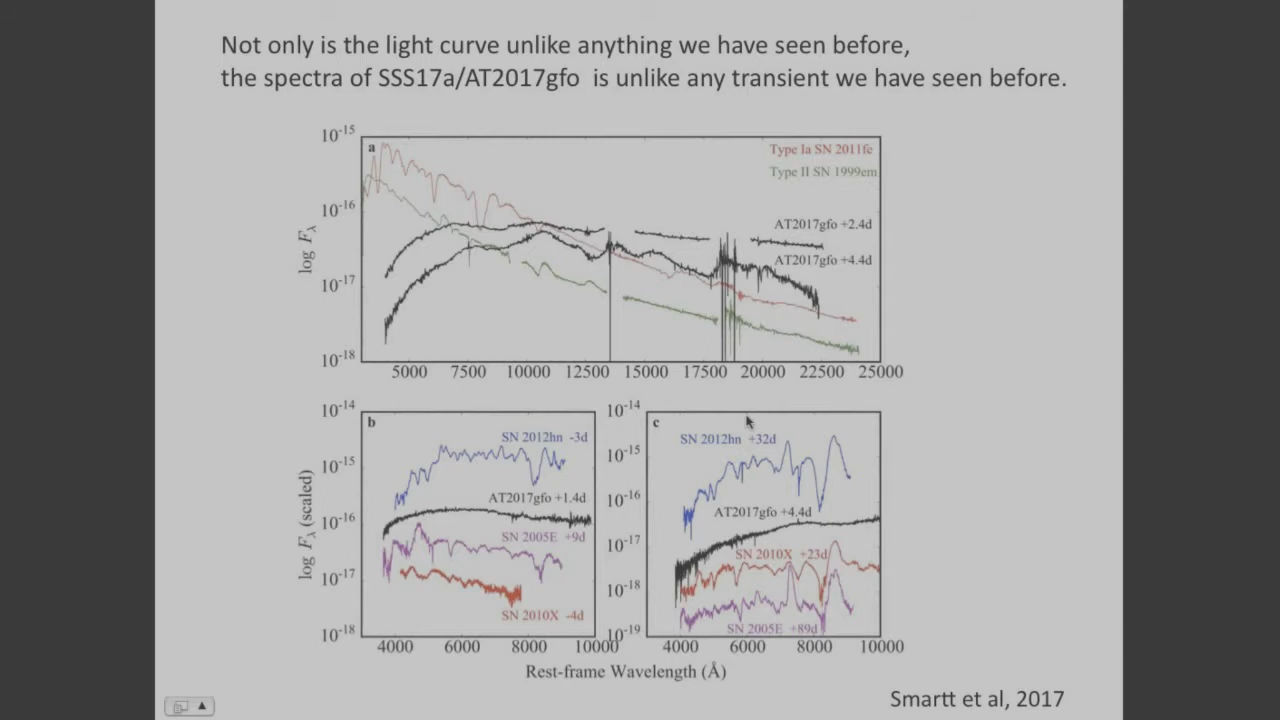 Not only is the light curve unlike anything we have seen before,
the spectra of SSS17a/AT2017gfo is unlike any transient we have seen before.
a
Type Ia SN 2011fe
Type II SN 1999em
AT2017gfo +2.4d
AT2017gfo +4.4d
log Fλ
10⁻¹⁵
10⁻¹⁶
10⁻¹⁷
10⁻¹⁸
5000 7500 10000 12500 15000 17500 20000 22500 25000
b
SN 2012hn -3d
AT2017gfo +1.4d
SN 2005E +9d
SN 2010X -4d
log Fλ (scaled)
10⁻¹⁴
10⁻¹⁵
10⁻¹⁶
10⁻¹⁷
10⁻¹⁸
4000 6000 8000 10000
c
SN 2012hn +32d
AT2017gfo +4.4d
SN 2010X +23d
SN 2005E +89d
10⁻¹⁴
10⁻¹⁵
10⁻¹⁶
10⁻¹⁷
10⁻¹⁸
10⁻¹⁹
4000 6000 8000 10000
Rest-frame Wavelength (Å)
Smartt et al, 2017